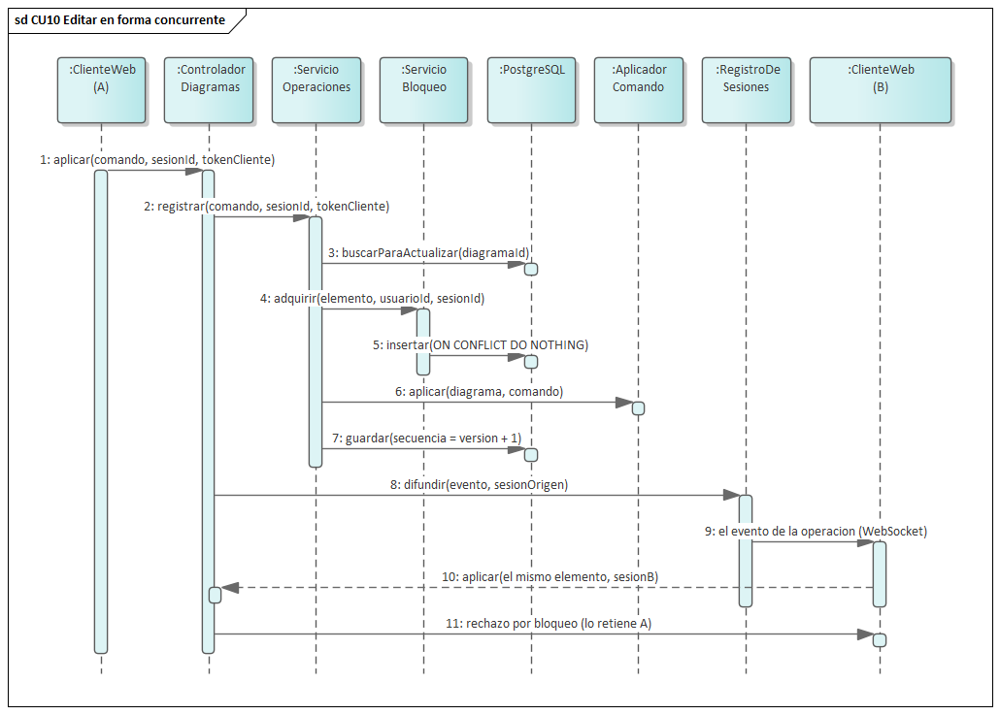 sd CU10 Editar en forma concurrente
:ClienteWeb
(A)
:Controlador
Diagramas
:Servicio
Operaciones
:Servicio
Bloqueo
:PostgreSQL
:Aplicador
Comando
:RegistroDe
Sesiones
:ClienteWeb
(B)
1: aplicar(comando, sesionId, tokenCliente)
2: registrar(comando, sesionId, tokenCliente)
3: buscarParaActualizar(diagramaId)
4: adquirir(elemento, usuarioId, sesionId)
5: insertar(ON CONFLICT DO NOTHING)
6: aplicar(diagrama, comando)
7: guardar(secuencia = version + 1)
8: difundir(evento, sesionOrigen)
9: el evento de la operacion (WebSocket)
10: aplicar(el mismo elemento, sesionB)
11: rechazo por bloqueo (lo retiene A)